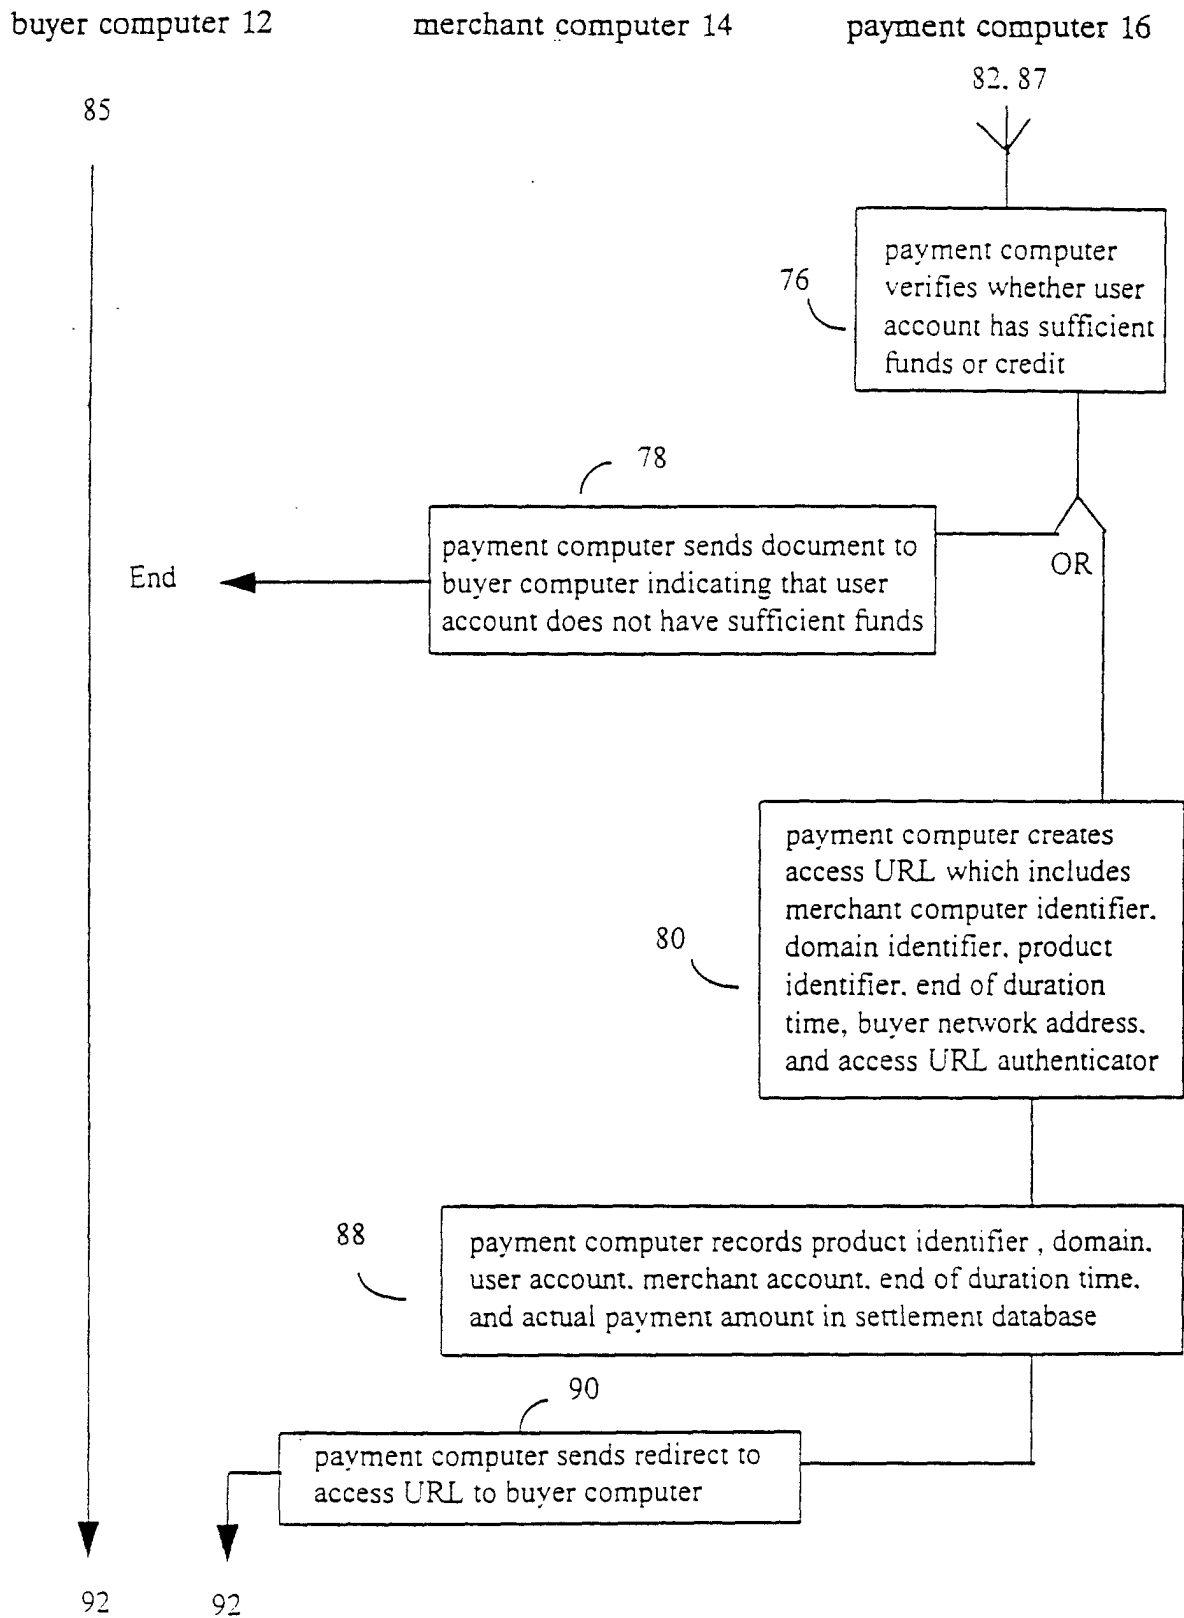 buyer computer 12 merchant computer 14 payment computer 16
82. 87
85
payment computer
verifies whether user
account has sufficient
funds or credit
76
78
payment computer sends document to
buyer computer indicating that user
account does not have sufficient funds
End
OR
payment computer creates
access URL which includes
merchant computer identifier.
domain identifier. product
identifier. end of duration
time, buyer network address.
and access URL authenticator
80
88
payment computer records product identifier , domain.
user account. merchant account. end of duration time.
and actual payment amount in settlement database
90
payment computer sends redirect to
access URL to buyer computer
92 92